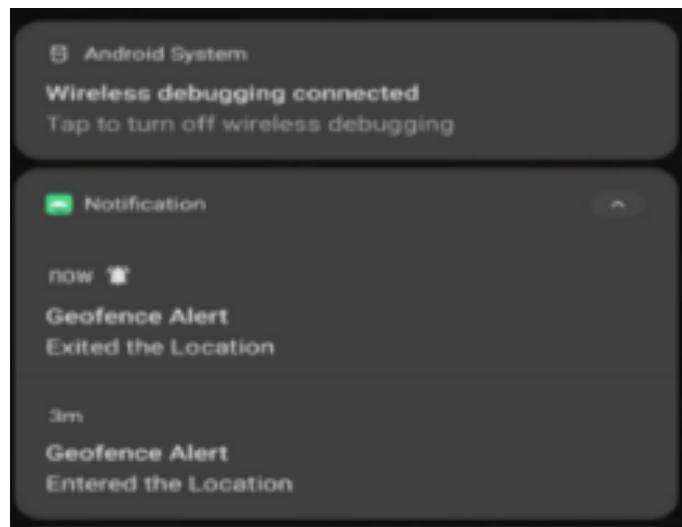 Android System
Wireless debugging connected
Tap to turn off wireless debugging
Notification
now
Geofence Alert
Exited the Location
3m
Geofence Alert
Entered the Location